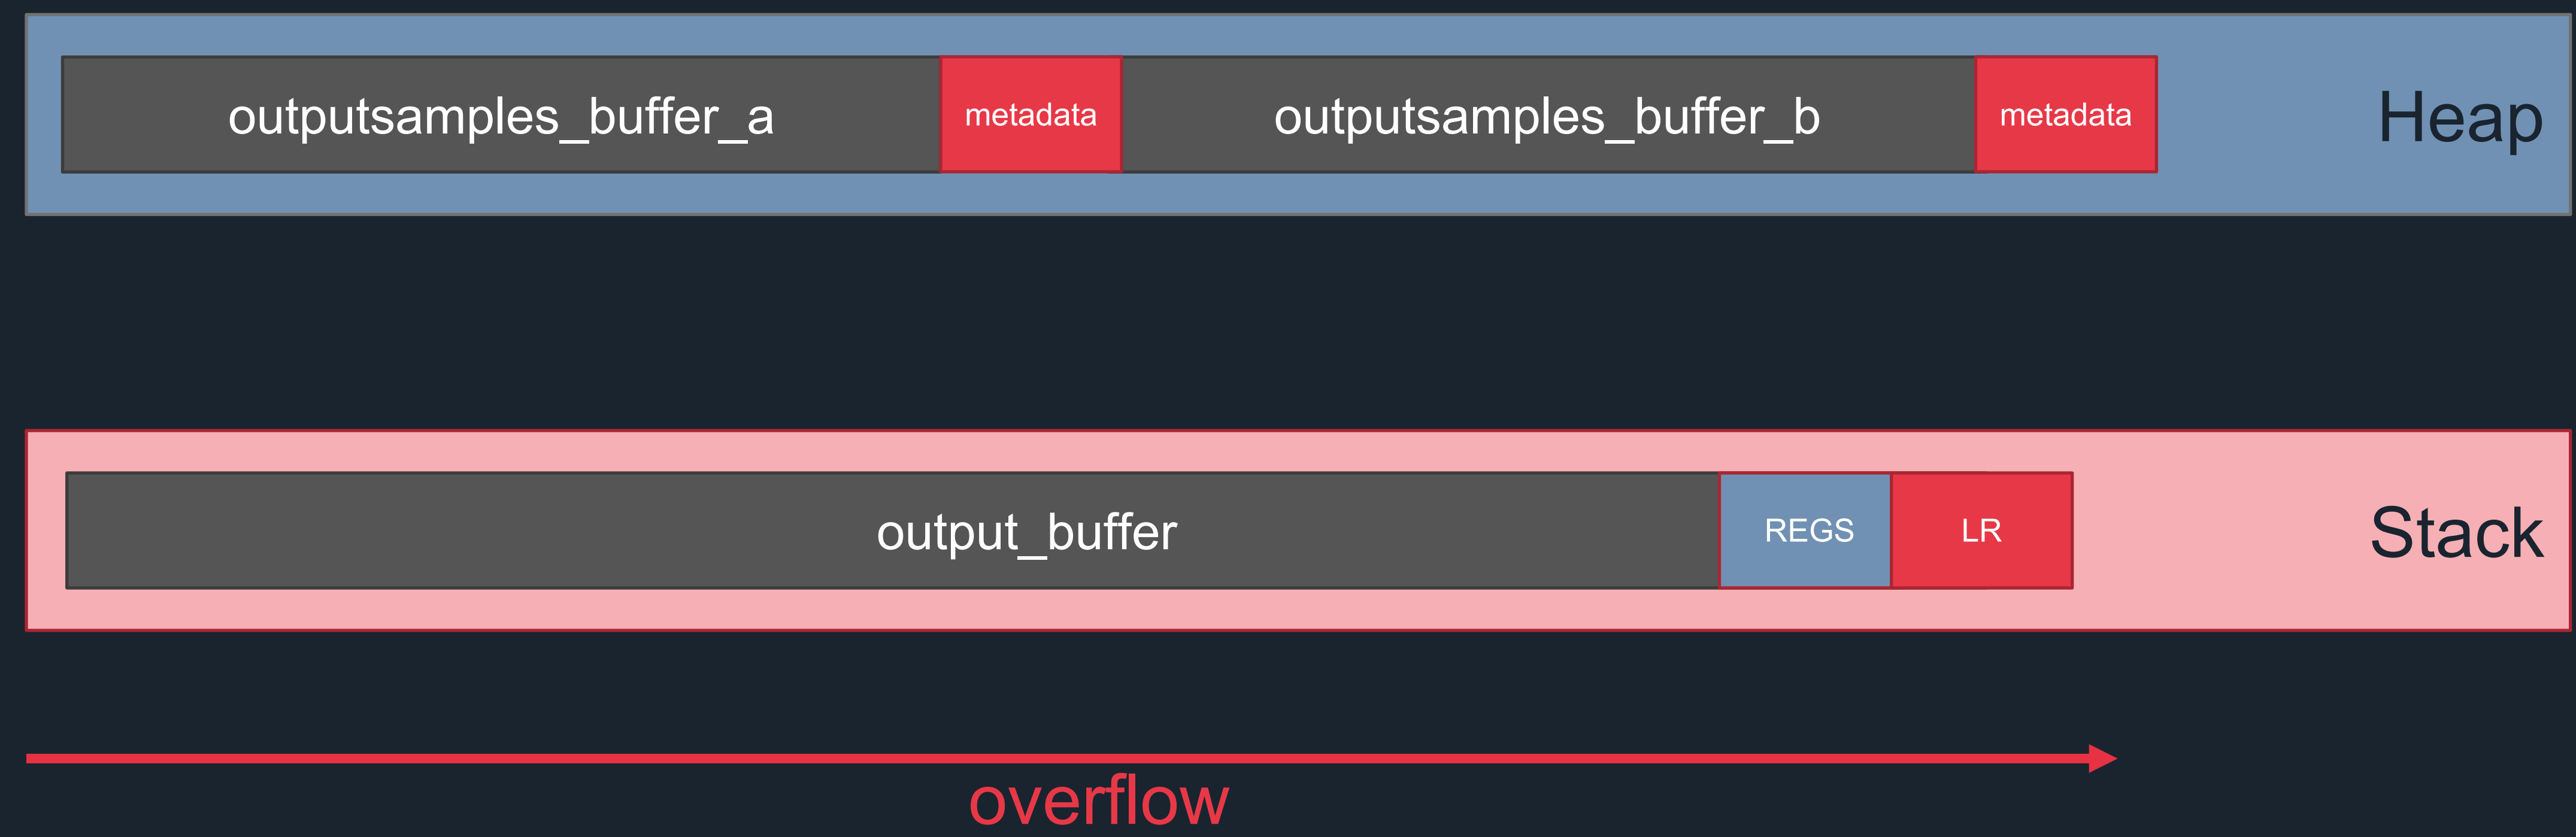 outputsamples_buffer_a
metadata
outputsamples_buffer_b
metadata
Heap
output_buffer
REGS
LR
Stack
overflow